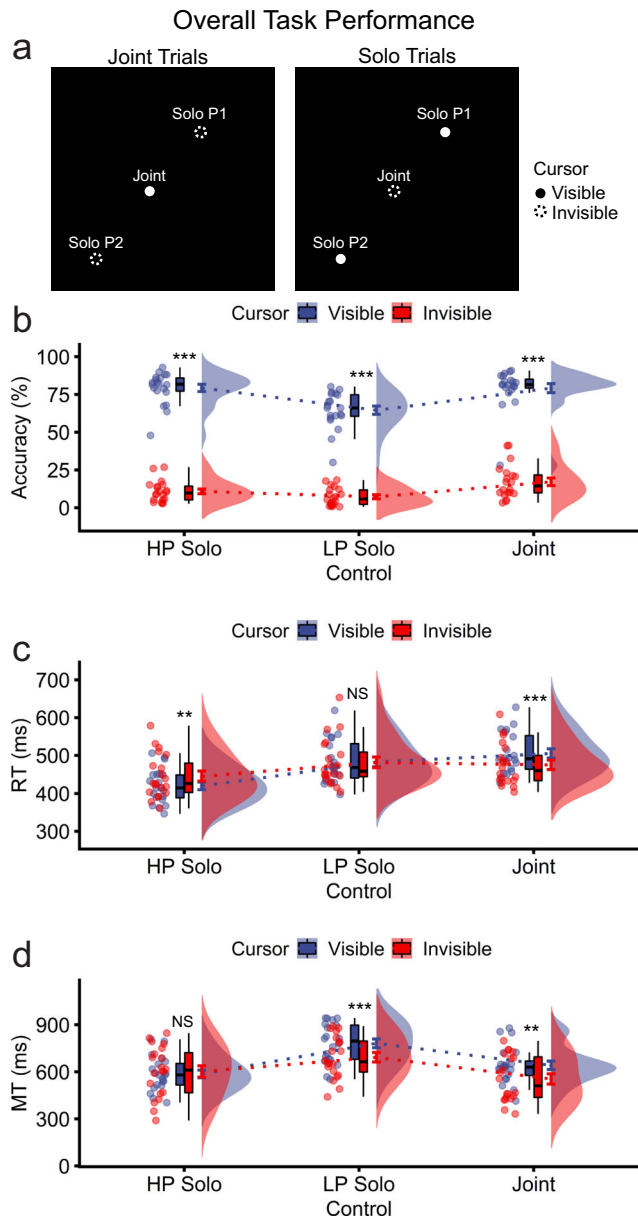 Overall Task Performance
a
Joint Trials
Solo Trials
Solo P1
Joint
Solo P2
Solo P1
Joint
Solo P2
Cursor
Visible
Invisible
b
Cursor Visible Invisible
Accuracy (%)
100
75
50
25
0
***
***
***
HP Solo LP Solo Joint
Control
c
Cursor Visible Invisible
RT (ms)
700
600
500
400
300
**
NS
***
HP Solo LP Solo Joint
Control
d
Cursor Visible Invisible
MT (ms)
900
600
300
0
NS
***
**
HP Solo LP Solo Joint
Control